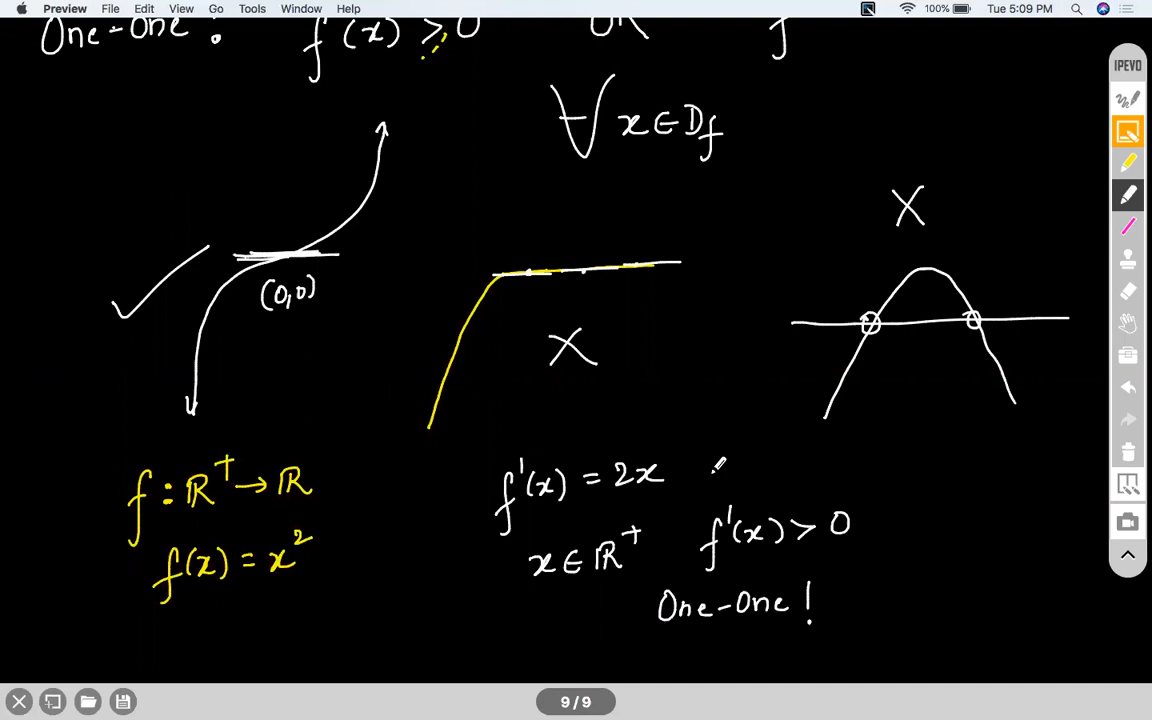 Preview File Edit View Go Tools Window Help 100% Tue 5:09 PM
One-One : f'(x) ≥ 0 OR f
∀ x ∈ Df
IPEVO
X
(0,0)
X
f : ℝ⁺ → ℝ
f(x) = x²
f'(x) = 2x
x ∈ ℝ⁺ f'(x) > 0
One-One !
9 / 9